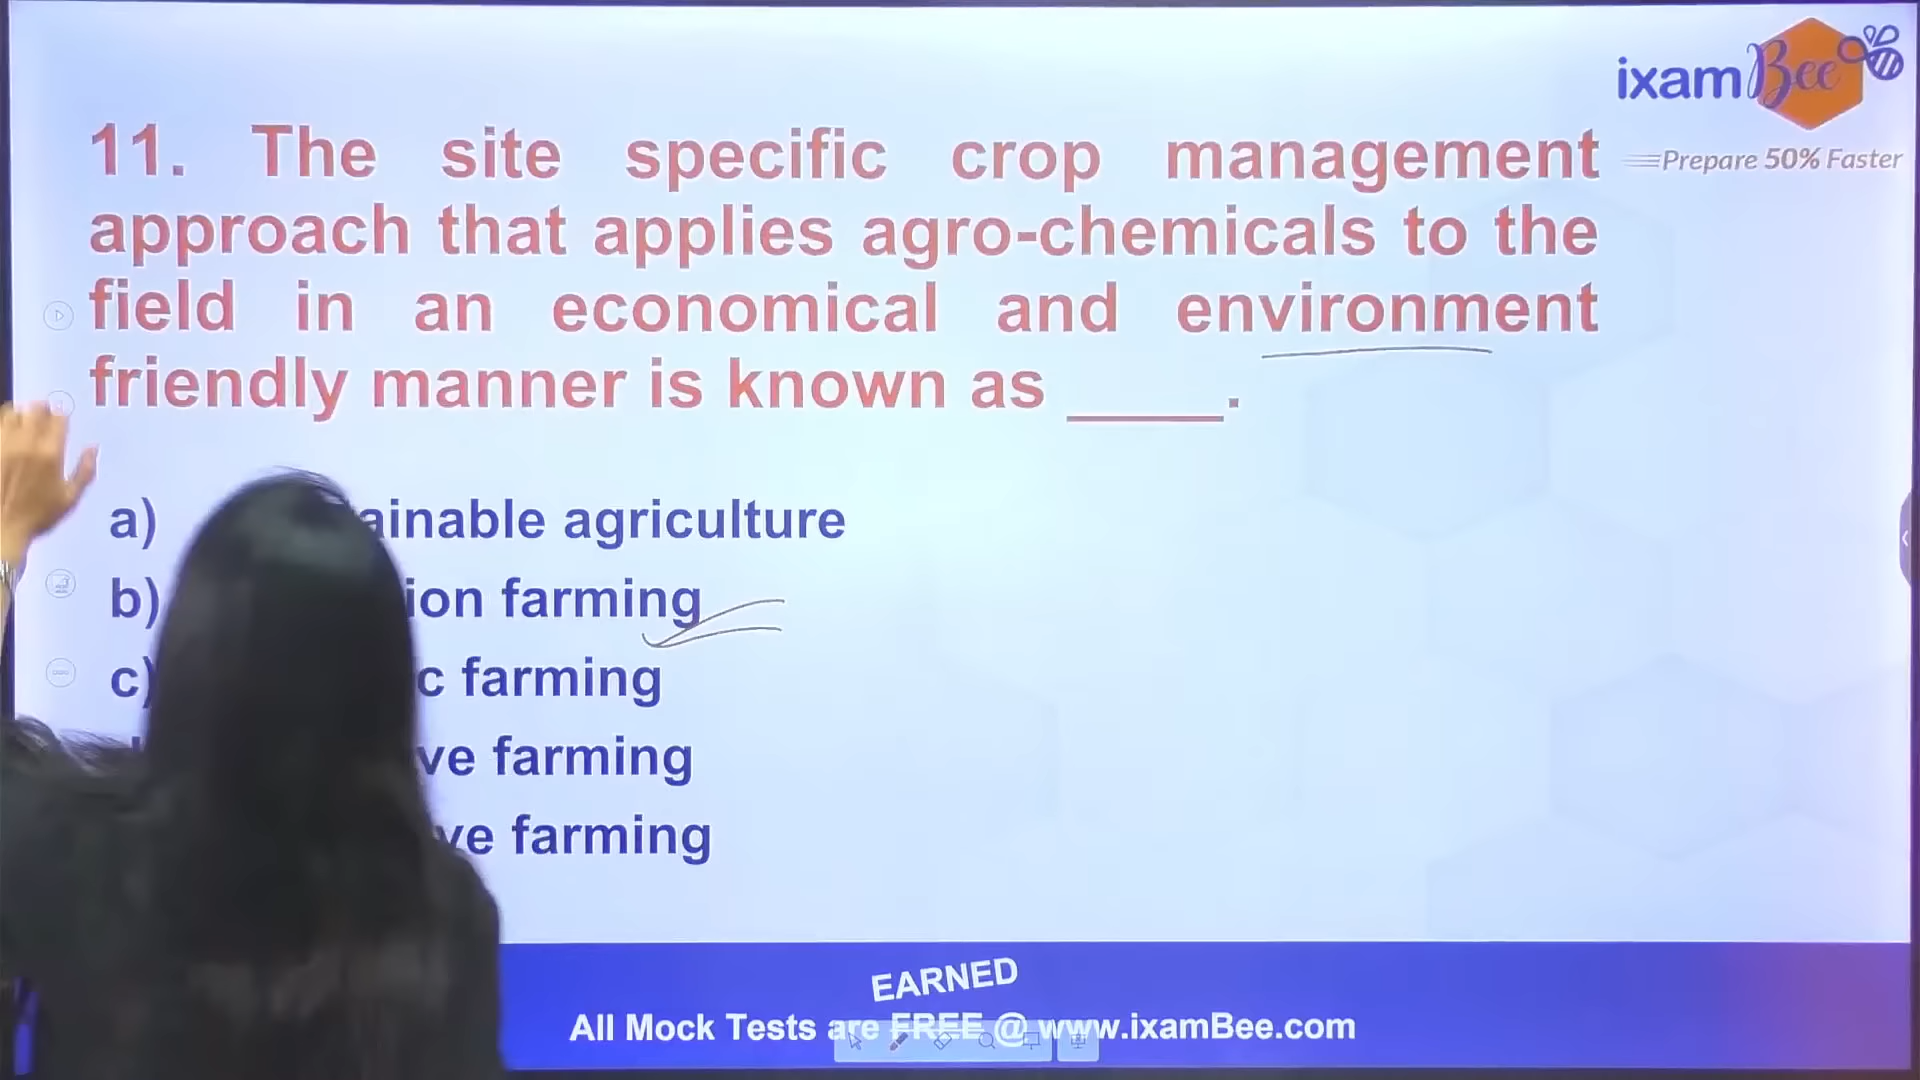 ixamBee
Prepare 50% Faster
11. The site specific crop management
approach that applies agro-chemicals to the
field in an economical and environment
friendly manner is known as _____.
a) ainable agriculture
b) ion farming
c) c farming
ve farming
ve farming
EARNED
All Mock Tests are FREE @ www.ixamBee.com